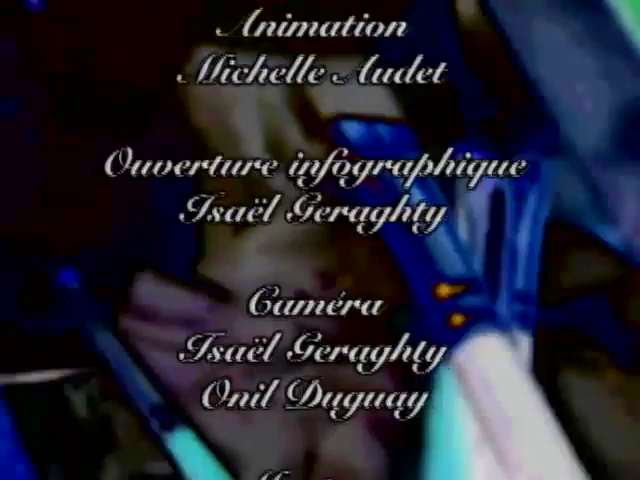 Animation
Michelle Audet
Ouverture infographique
Isaël Geraghty
Caméra
Isaël Geraghty
Onil Duguay